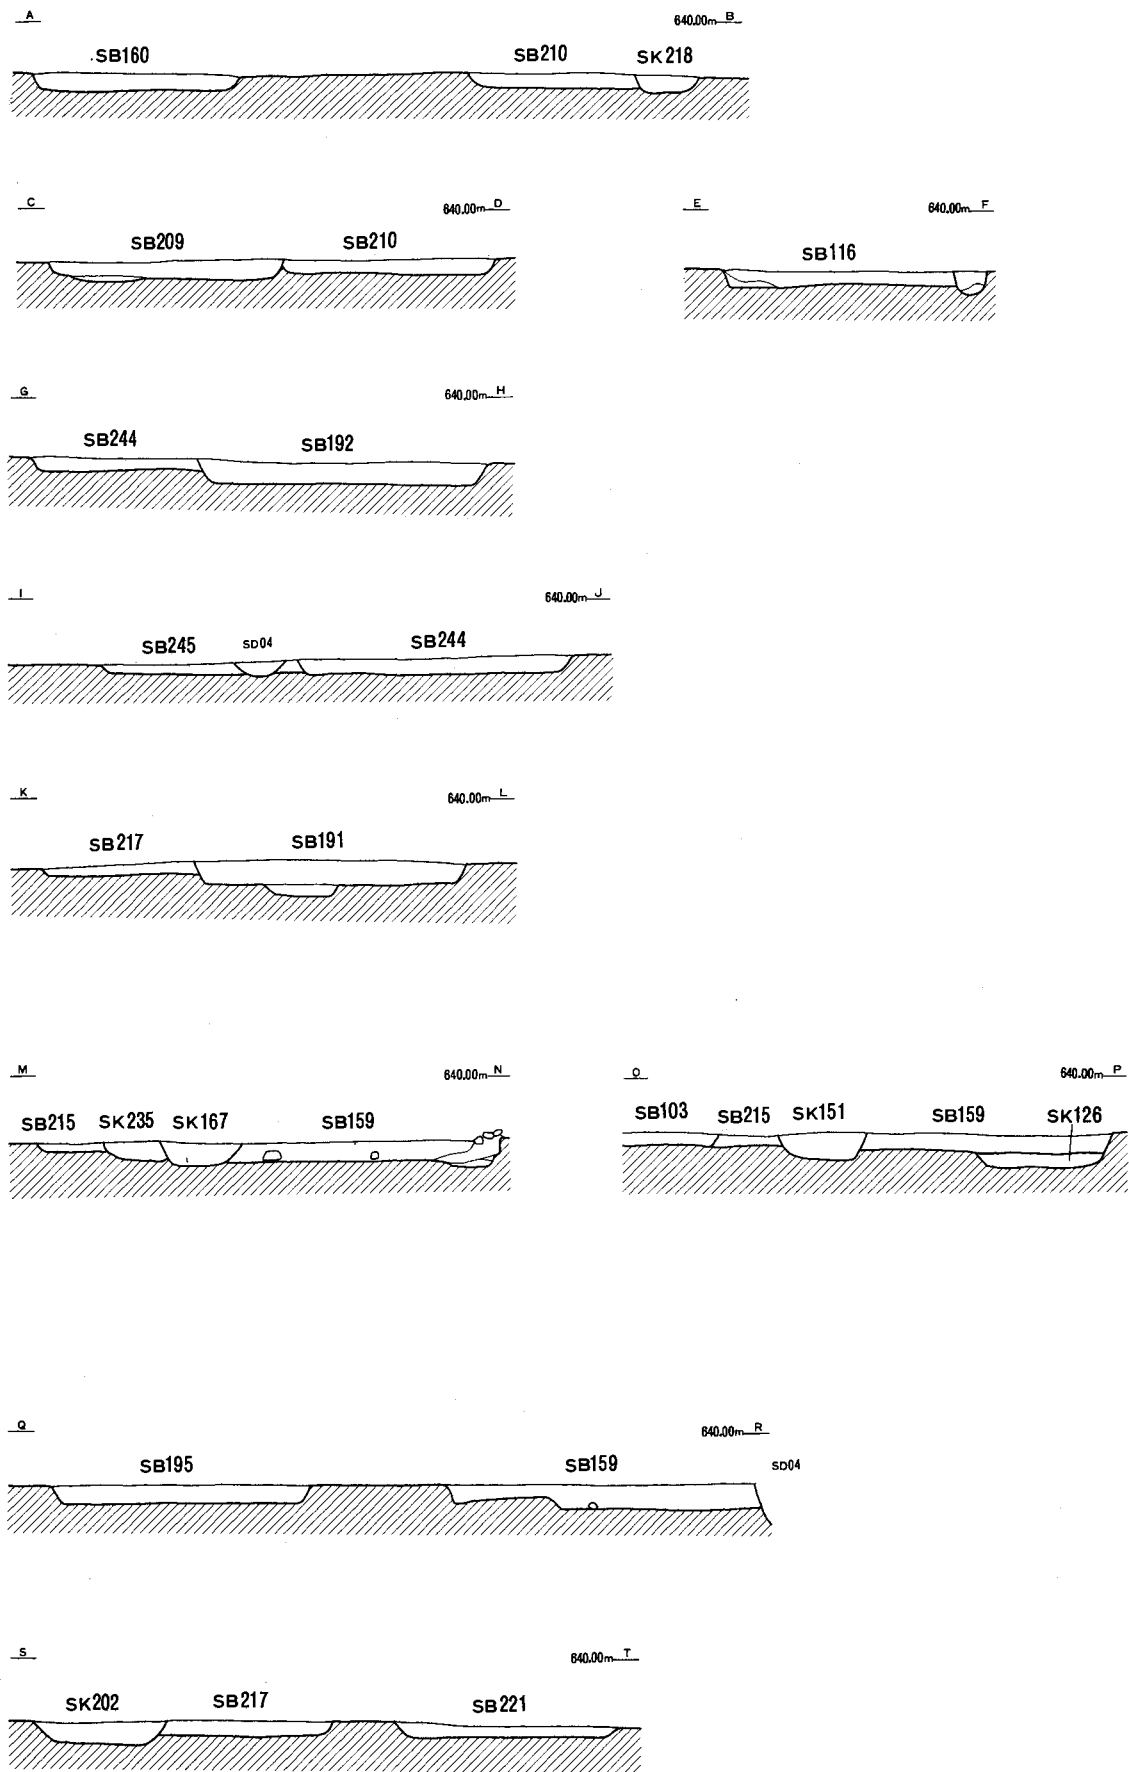 A 640.00m B
SB160 SB210 SK218
C 640.00m D
SB209 SB210
E 640.00m F
SB116
G 640.00m H
SB244 SB192
I 640.00m J
SB245 SD04 SB244
K 640.00m L
SB217 SB191
M 640.00m N
SB215 SK235 SK167 SB159
O 640.00m P
SB103 SB215 SK151 SB159 SK126
Q 640.00m R
SB195 SB159 SD04
S 640.00m T
SK202 SB217 SB221